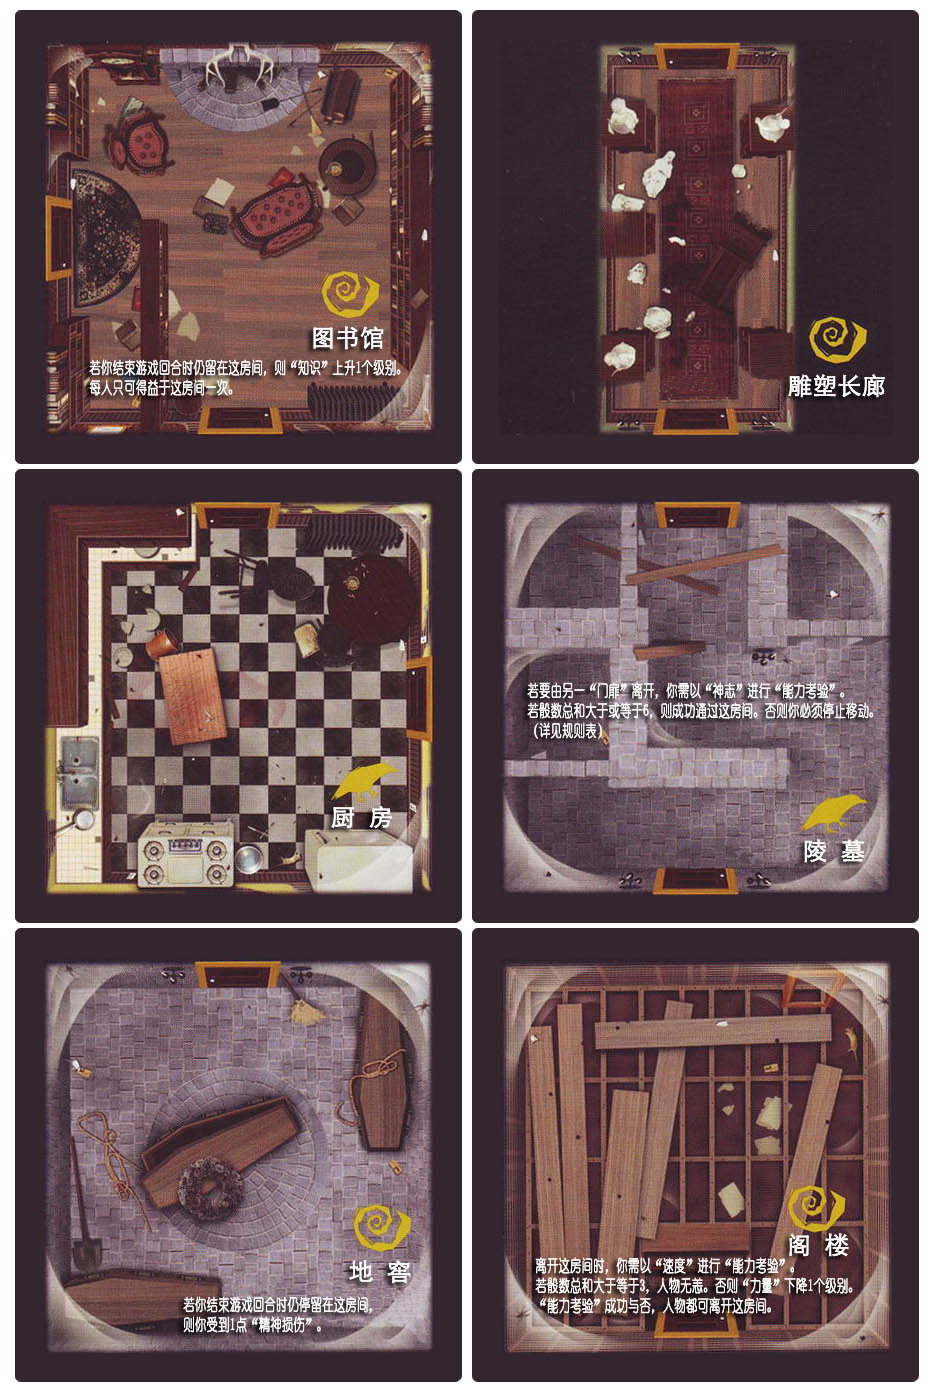 图书馆
若你结束游戏回合时仍留在这房间，则“知识”上升1个级别。
每人只可得益于这房间一次。
雕塑长廊
厨 房
若要由另一“门扉”离开，你需以“神志”进行“能力考验”。
若骰数总和大于或等于6，则成功通过这房间。否则你必须停止移动。
（详见规则表）
陵 墓
地 窖
若你结束游戏回合时仍停留在这房间，
则你受到1点“精神损伤”。
阁 楼
离开这房间时，你需以“速度”进行“能力考验”。
若骰数总和大于等于3，人物无恙。否则“力量”下降1个级别。
“能力考验”成功与否，人物都可离开这房间。